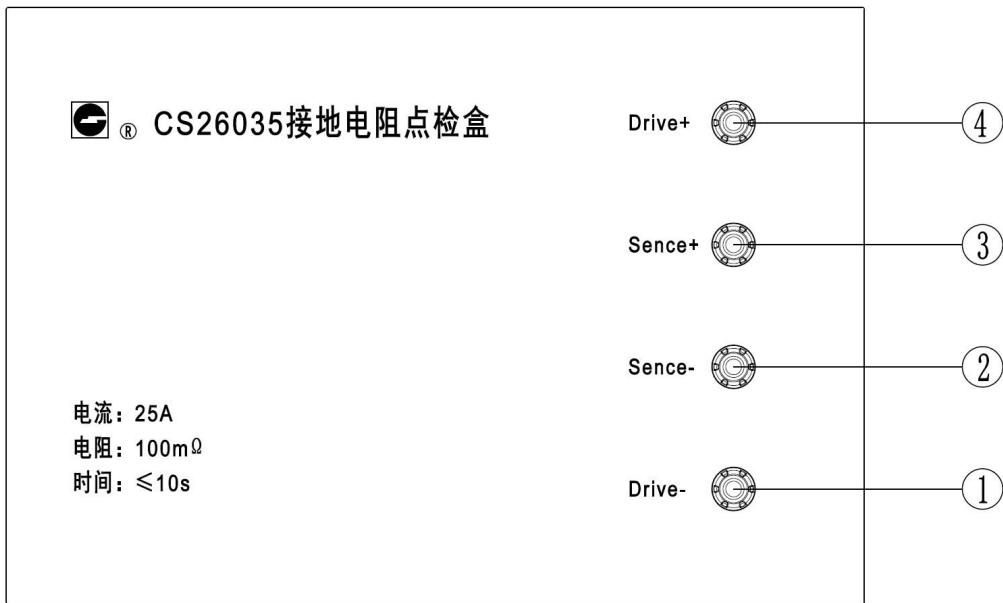 ® CS26035接地电阻点检盒
Drive+ ④
Sence+ ③
Sence- ②
电流：25A
电阻：100mΩ
时间：≤10s
Drive- ①